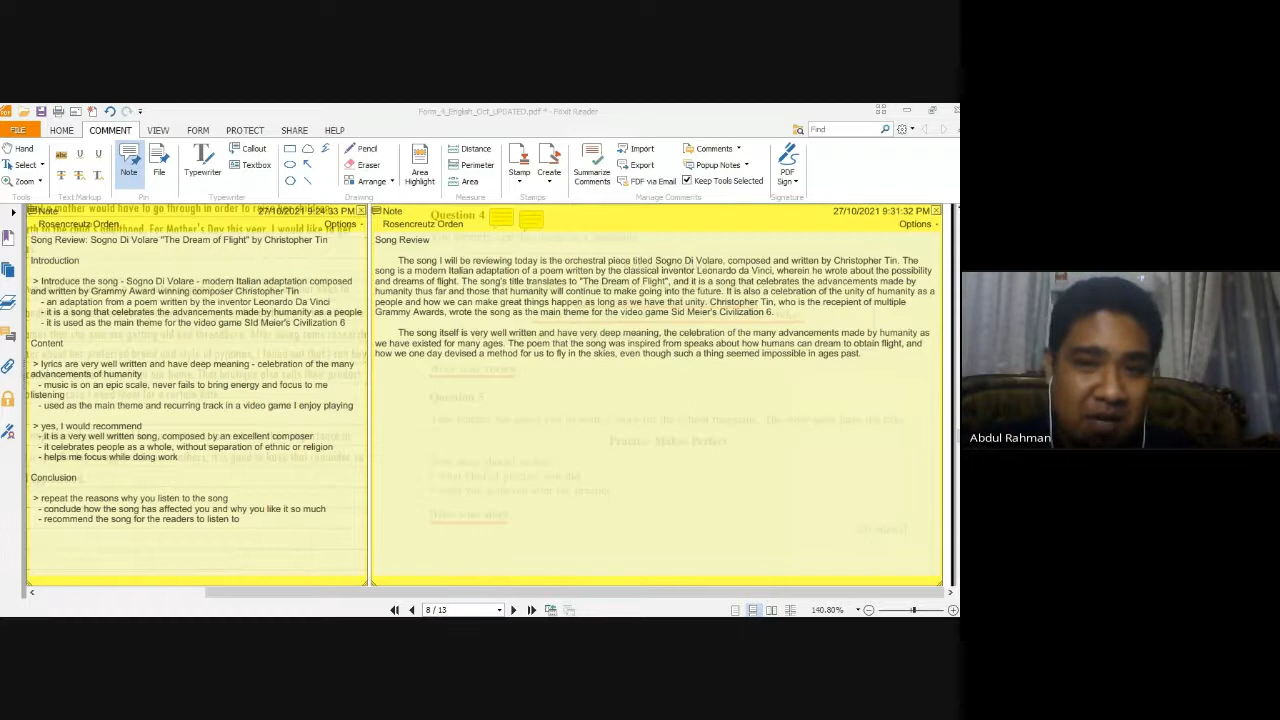 Form_4_English_Oct_UPDATED.pdf * - Foxit Reader
FILE HOME COMMENT VIEW FORM PROTECT SHARE HELP
Find
Hand
Select
Zoom
Tools
Text Markup
Note
File
Pin
Typewriter
Callout
Textbox
Typewriter
Pencil
Eraser
Arrange
Drawing
Area Highlight
Distance
Perimeter
Area
Measure
Stamp
Create
Stamps
Summarize Comments
Import
Export
FDF via Email
Comments
Popup Notes
Keep Tools Selected
Manage Comments
PDF Sign
Signature
Note 27/10/2021 9:24:33 PM
Rosencreutz Orden Options
Song Review: Sogno Di Volare "The Dream of Flight" by Christopher Tin
Introduction
> Introduce the song - Sogno Di Volare - modern Italian adaptation composed
and written by Grammy Award winning composer Christopher Tin
- an adaptation from a poem written by the inventor Leonardo Da Vinci
- it is a song that celebrates the advancements made by humanity as a people
- it is used as the main theme for the video game Sid Meier's Civilization 6
Content
> lyrics are very well written and have deep meaning - celebration of the many
advancements of humanity
- music is on an epic scale, never fails to bring energy and focus to me
listening
- used as the main theme and recurring track in a video game I enjoy playing
> yes, I would recommend
- it is a very well written song, composed by an excellent composer
- it celebrates people as a whole, without separation of ethnic or religion
- helps me focus while doing work
Conclusion
> repeat the reasons why you listen to the song
- conclude how the song has affected you and why you like it so much
- recommend the song for the readers to listen to
Note 27/10/2021 9:31:32 PM
Rosencreutz Orden Options
Question 4
Song Review
The song I will be reviewing today is the orchestral piece titled Sogno Di Volare, composed and written by Christopher Tin. The
song is a modern Italian adaptation of a poem written by the classical inventor Leonardo da Vinci, wherein he wrote about the possibility
and dreams of flight. The song's title translates to "The Dream of Flight", and it is a song that celebrates the advancements made by
humanity thus far and those that humanity will continue to make going into the future. It is also a celebration of the unity of humanity as a
people and how we can make great things happen as long as we have that unity. Christopher Tin, who is the recepient of multiple
Grammy Awards, wrote the song as the main theme for the video game Sid Meier's Civilization 6.
The song itself is very well written and have very deep meaning, the celebration of the many advancements made by humanity as
we have existed for many ages. The poem that the song was inspired from speaks about how humans can dream to obtain flight, and
how we one day devised a method for us to fly in the skies, even though such a thing seemed impossible in ages past.
Question 5
Practice Makes Perfect
8 / 13
140.80%
Abdul Rahman